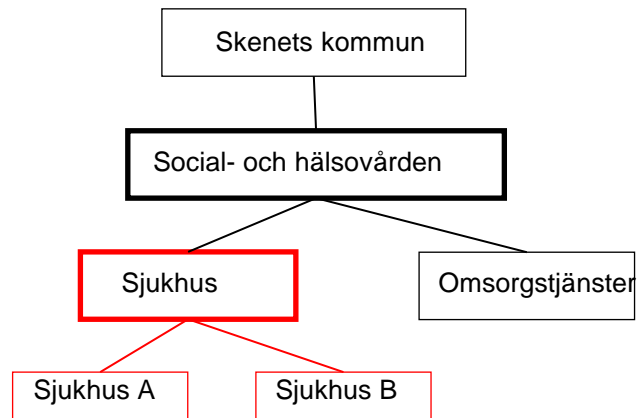 Skenets kommun
Social- och hälsovården
Sjukhus
Omsorgstjänster
Sjukhus A
Sjukhus B